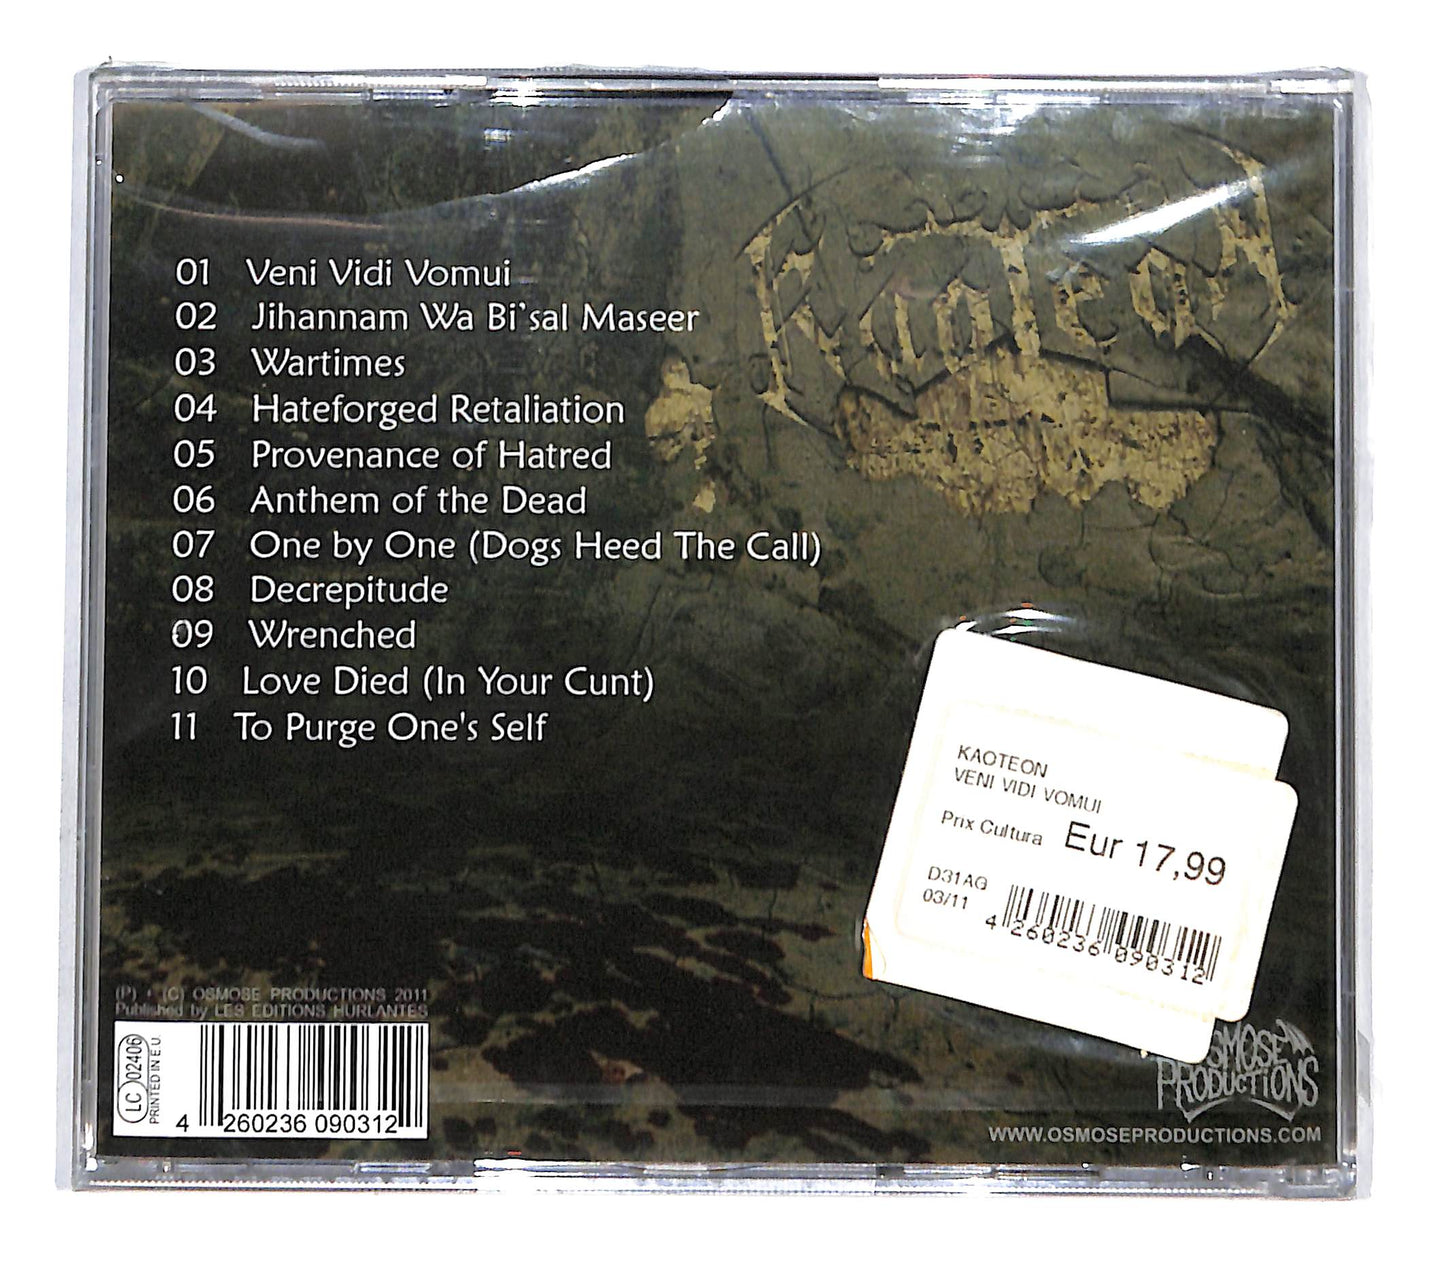 Kaoteon
01 Veni Vidi Vomui
02 Jihannam Wa Bi'sal Maseer
03 Wartimes
04 Hateforged Retaliation
05 Provenance of Hatred
06 Anthem of the Dead
07 One by One (Dogs Heed The Call)
08 Decrepitude
09 Wrenched
10 Love Died (In Your Cunt)
11 To Purge One's Self
KAOTEON
VENI VIDI VOMUI
Prix Cultura Eur 17,99
D31AG
03/11
4 260236 090312
(P) + (C) OSMOSE PRODUCTIONS 2011
Published by LES EDITIONS HURLANTES
LC 02406
PRINTED IN E.U.
4 260236 090312
OSMOSE
PRODUCTIONS
WWW.OSMOSEPRODUCTIONS.COM